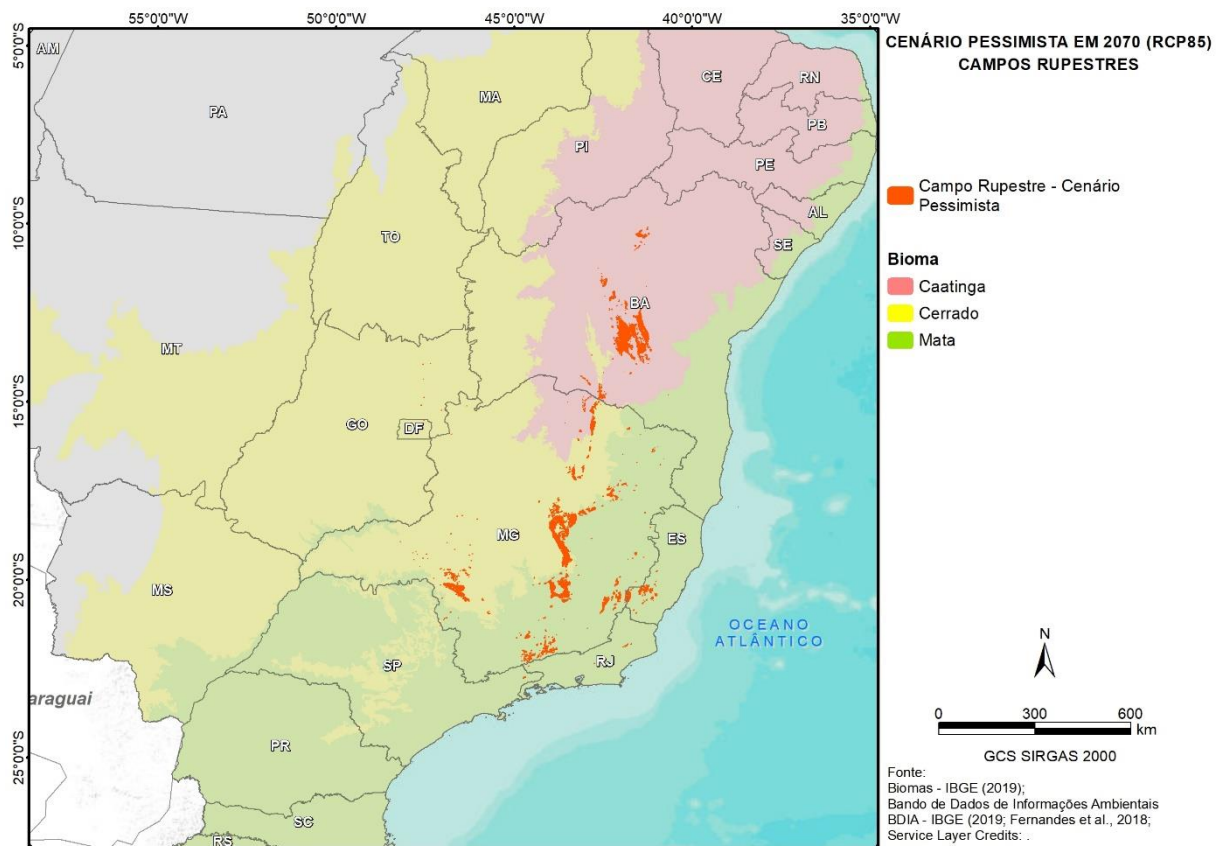 55°0'0"W
50°0'0"W
45°0'0"W
40°0'0"W
35°0'0"W
CENÁRIO PESSIMISTA EM 2070 (RCP85)
CAMPOS RUPESTRES
5°0'0"S
10°0'0"S
15°0'0"S
20°0'0"S
25°0'0"S
AM
PA
MA
CE
RN
PB
PI
PE
AL
SE
TO
BA
MT
GO
DF
MG
ES
MS
SP
RJ
PR
SC
RS
araguai
OCEANO
ATLÂNTICO
Campo Rupestre - Cenário
Pessimista
Bioma
Caatinga
Cerrado
Mata
N
0 300 600
km
GCS SIRGAS 2000
Fonte:
Biomas - IBGE (2019);
Bando de Dados de Informações Ambientais
BDIA - IBGE (2019; Fernandes et al., 2018;
Service Layer Credits: .